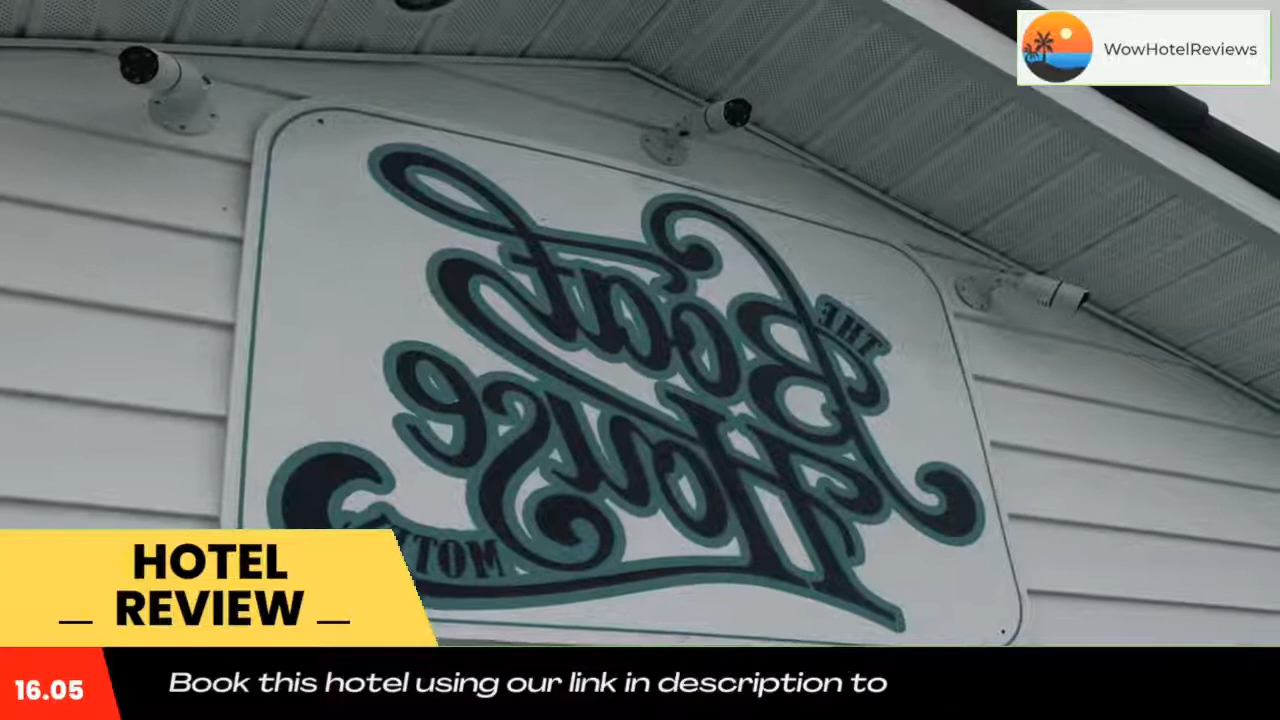 WowHotelReviews
THE
Boat
House
MOTEL
HOTEL
REVIEW
16.05
Book this hotel using our link in description to